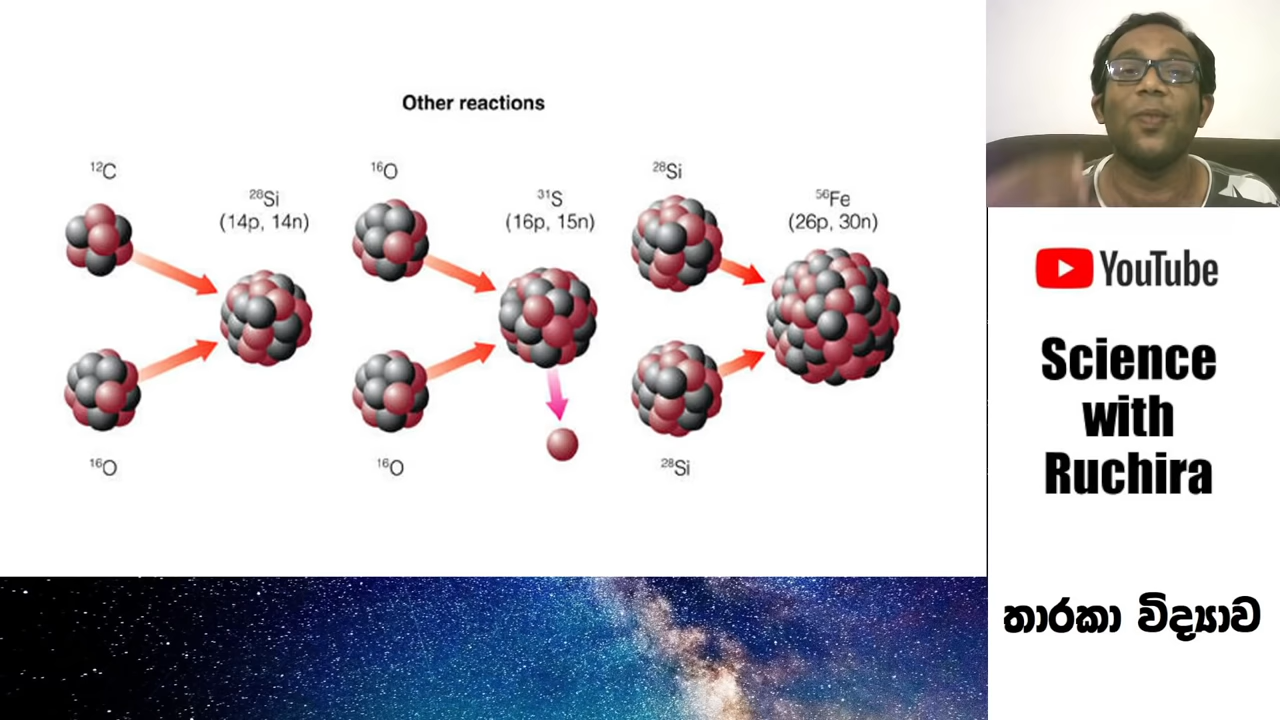 Other reactions
¹²C
²⁸Si
(14p, 14n)
¹⁶O
¹⁶O
³¹S
(16p, 15n)
¹⁶O
²⁸Si
⁵⁶Fe
(26p, 30n)
²⁸Si
YouTube
Science
with
Ruchira
තාරකා විද්‍යාව